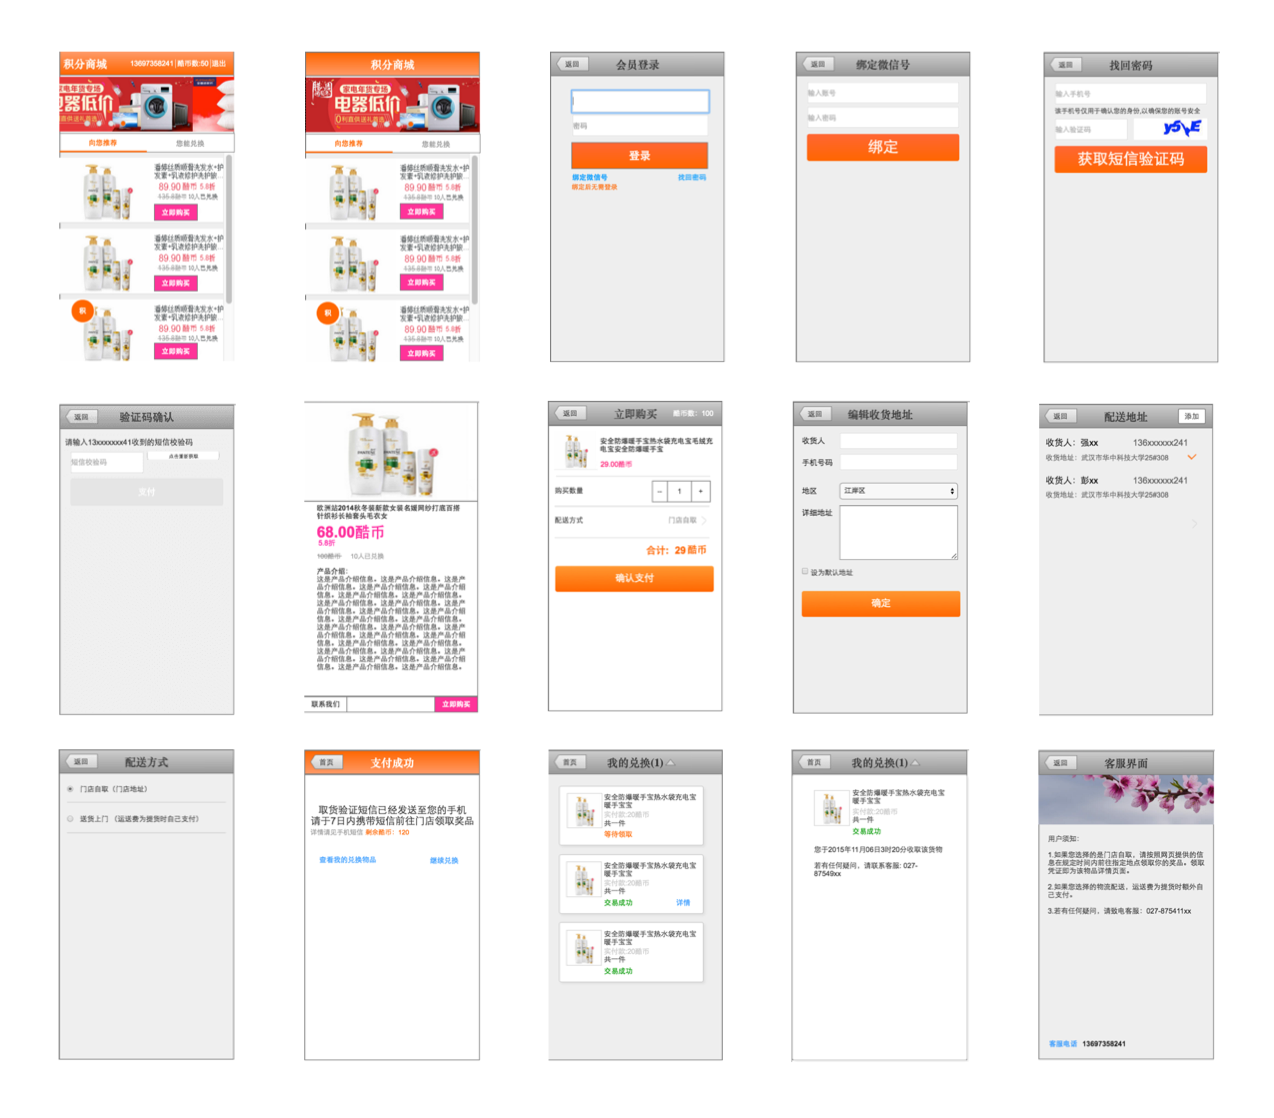 积分商城
13697358241|酷币数:50|退出
家电年货专场
电器低价
向您推荐
您能兑换
潘婷丝质顺滑洗发水+护
发素+乳液修护洗护旅...
89.90 酷币 5.8折
135.8酷币 10人已兑换
立即购买
潘婷丝质顺滑洗发水+护
发素+乳液修护洗护旅...
89.90 酷币 5.8折
135.8酷币 10人已兑换
立即购买
积
潘婷丝质顺滑洗发水+护
发素+乳液修护洗护旅...
89.90 酷币 5.8折
135.8酷币 10人已兑换
立即购买
积分商城
家电年货专场
电器低价
向您推荐
您能兑换
潘婷丝质顺滑洗发水+护
发素+乳液修护洗护旅...
89.90 酷币 5.8折
135.8酷币 10人已兑换
立即购买
潘婷丝质顺滑洗发水+护
发素+乳液修护洗护旅...
89.90 酷币 5.8折
135.8酷币 10人已兑换
立即购买
积
潘婷丝质顺滑洗发水+护
发素+乳液修护洗护旅...
89.90 酷币 5.8折
135.8酷币 10人已兑换
立即购买
返回
会员登录
密码
登录
绑定微信号
找回密码
绑定后无需登录
返回
绑定微信号
输入账号
输入密码
绑定
返回
找回密码
输入手机号
该手机号仅用于确认您的身份,以确保您的账号安全
输入验证码
获取短信验证码
返回
验证码确认
请输入13xxxxxxx41收到的短信校验码
短信校验码
点击重新获取
支付
欧洲站2014秋冬装新款女装名媛网纱打底百搭
针织衫长袖套头毛衣女
68.00酷币
5.8折
100酷币 10人已兑换
产品介绍：
这是产品介绍信息。这是产品介绍信息。这是产
品介绍信息。这是产品介绍信息。这是产品介绍
信息。这是产品介绍信息。这是产品介绍信息。
这是产品介绍信息。这是产品介绍信息。这是产
品介绍信息。这是产品介绍信息。这是产品介绍
信息。这是产品介绍信息。这是产品介绍信息。
这是产品介绍信息。这是产品介绍信息。这是产
品介绍信息。这是产品介绍信息。这是产品介绍
信息。这是产品介绍信息。这是产品介绍信息。
这是产品介绍信息。这是产品介绍信息。这是产
品介绍信息。这是产品介绍信息。这是产品介绍
信息。这是产品介绍信息。这是产品介绍信息。
联系我们
立即购买
返回
立即购买
酷币数：100
安全防爆暖手宝热水袋充电宝毛绒充
电宝安全防爆暖手宝
29.00酷币
购买数量
– 1 +
配送方式
门店自取
合计：29 酷币
确认支付
返回
编辑收货地址
收货人
手机号码
地区
江岸区
详细地址
设为默认地址
确定
返回
配送地址
添加
收货人：强xx 136xxxxxx241
收货地址：武汉市华中科技大学25#308
收货人：彭xx 136xxxxxx241
收货地址：武汉市华中科技大学25#308
返回
配送方式
门店自取（门店地址）
送货上门 （运送费为提货时自己支付）
首页
支付成功
取货验证短信已经发送至您的手机
请于7日内携带短信前往门店领取奖品
详情请见手机短信 剩余酷币：120
查看我的兑换物品
继续兑换
首页
我的兑换(1)
安全防爆暖手宝热水袋充电宝
暖手宝宝
实付款:20酷币
共一件
等待领取
安全防爆暖手宝热水袋充电宝
暖手宝宝
实付款:20酷币
共一件
交易成功
详情
安全防爆暖手宝热水袋充电宝
暖手宝宝
实付款:20酷币
共一件
交易成功
首页
我的兑换(1)
安全防爆暖手宝热水袋充电宝
暖手宝宝
实付款:20酷币
共一件
交易成功
您于2015年11月06日3时20分收取该货物
若有任何疑问，请联系客服: 027-
87549xx
返回
客服界面
用户须知:
1.如果您选择的是门店自取，请按照网页提供的信
息在规定时间内前往指定地点领取你的奖品。领取
凭证即为该物品详情页面。
2.如果您选择的物流配送，运送费为提货时额外自
己支付。
3.若有任何疑问，请致电客服：027-875411xx
客服电话 13697358241